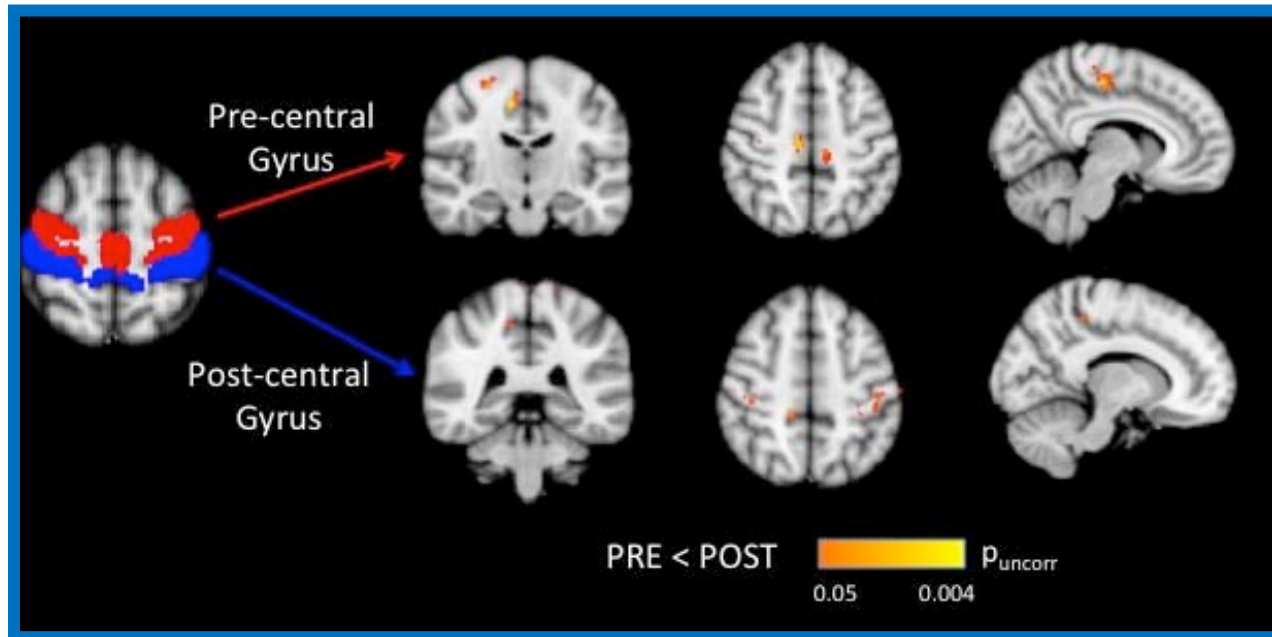 Pre-central
Gyrus
Post-central
Gyrus
PRE < POST
p_uncorr
0.05
0.004